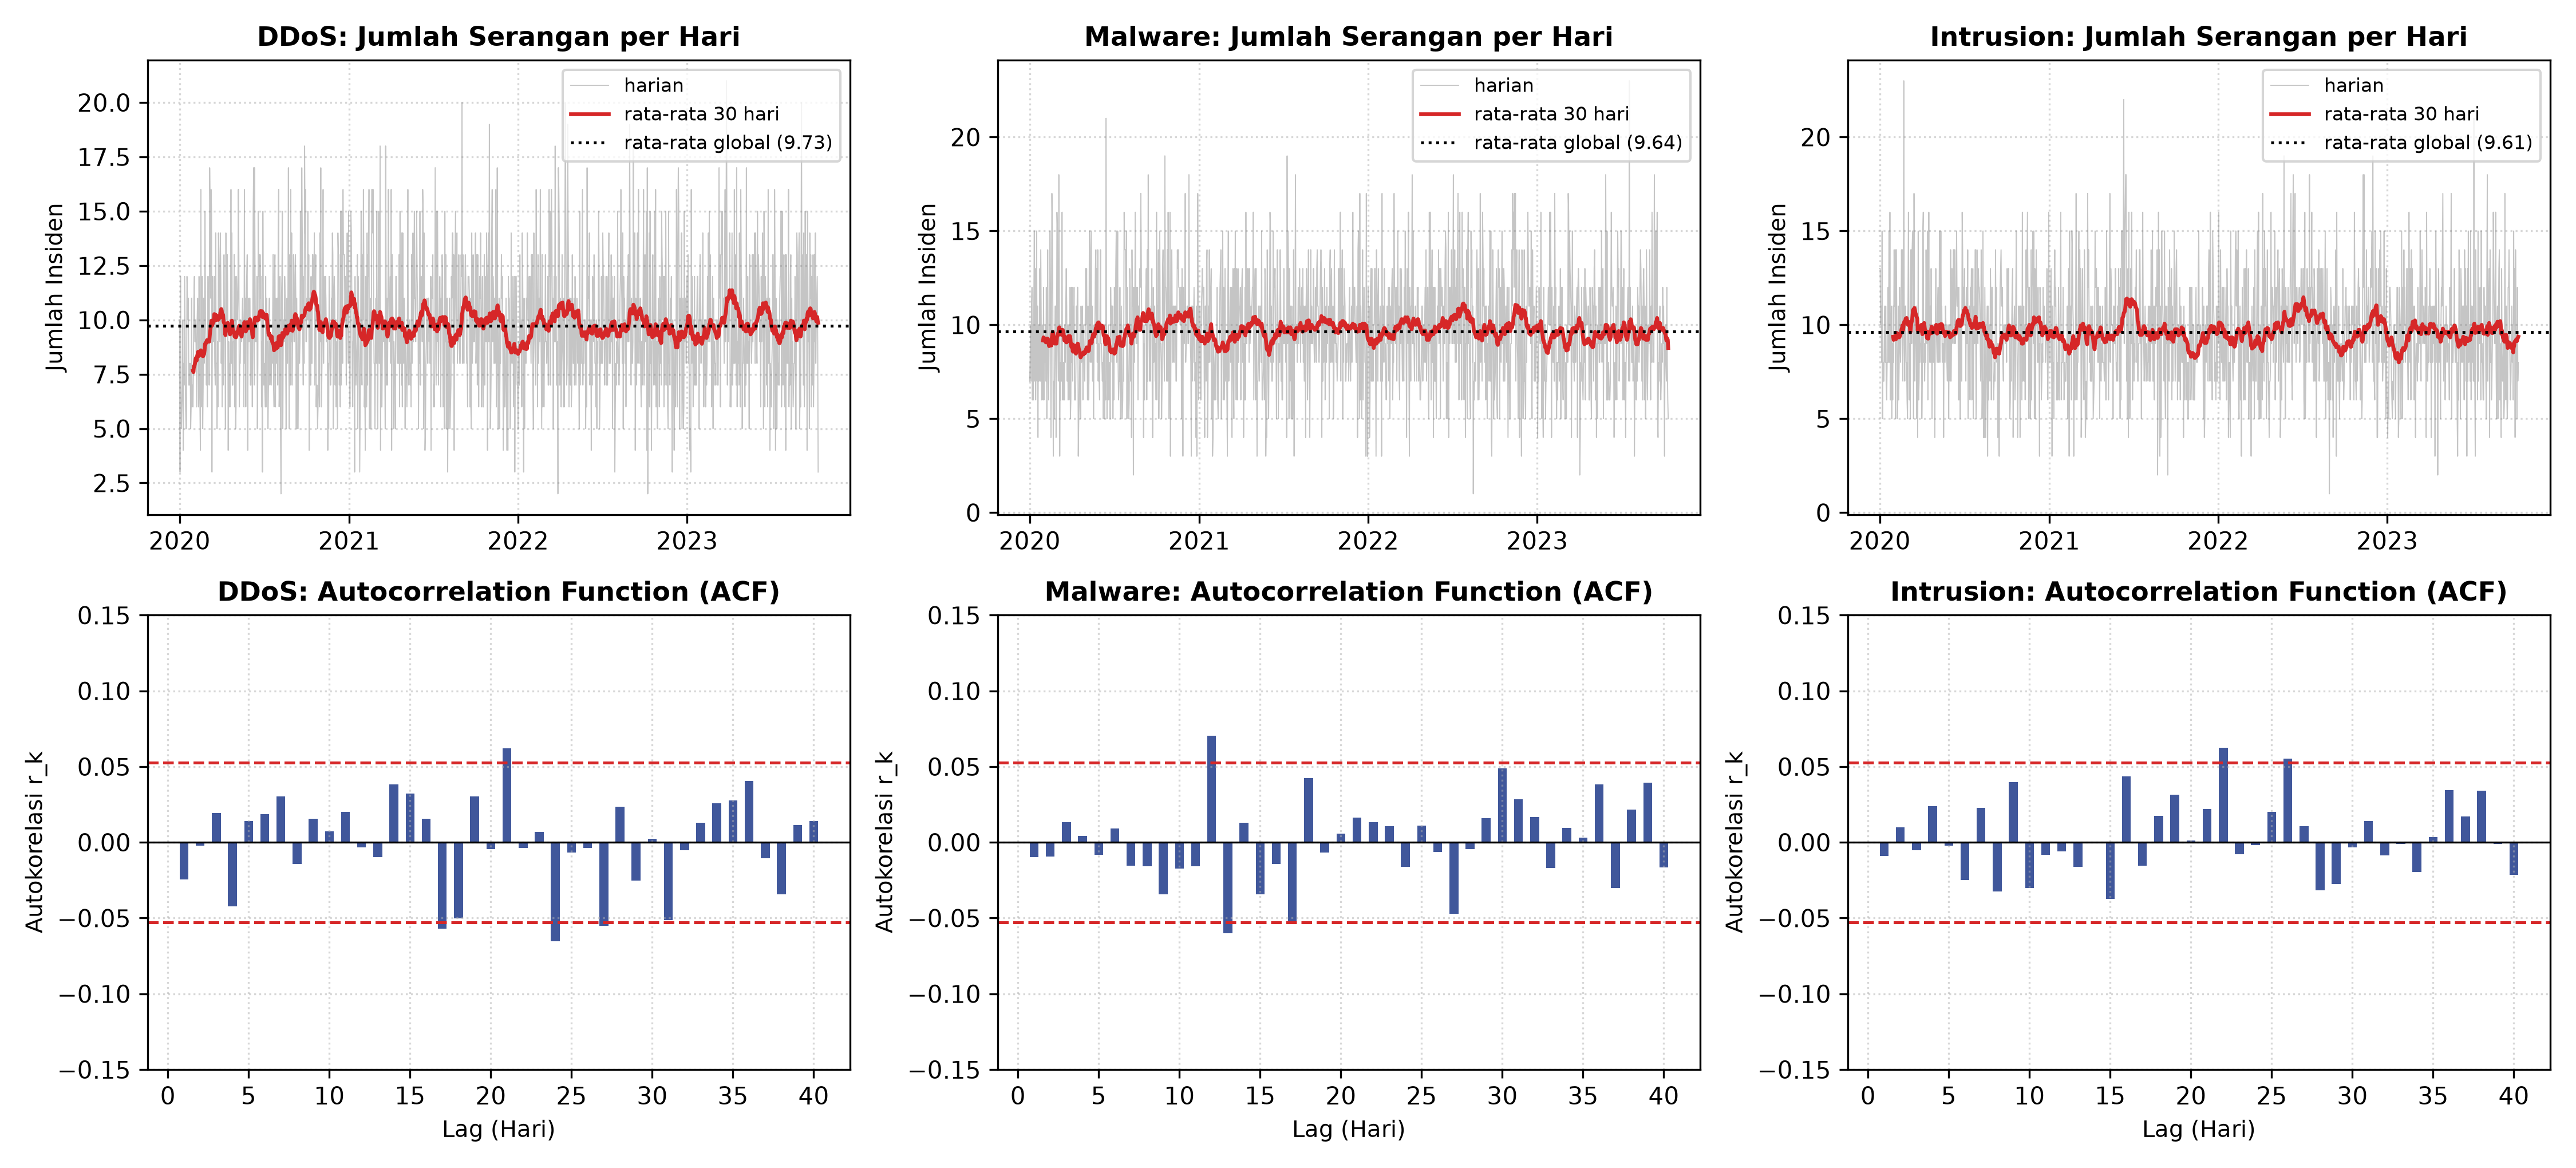 DDoS: Jumlah Serangan per Hari
Jumlah Insiden
20.0
17.5
15.0
12.5
10.0
7.5
5.0
2.5
2020 2021 2022 2023
harian
rata-rata 30 hari
rata-rata global (9.73)
Malware: Jumlah Serangan per Hari
Jumlah Insiden
20
15
10
5
0
2020 2021 2022 2023
harian
rata-rata 30 hari
rata-rata global (9.64)
Intrusion: Jumlah Serangan per Hari
Jumlah Insiden
20
15
10
5
0
2020 2021 2022 2023
harian
rata-rata 30 hari
rata-rata global (9.61)
DDoS: Autocorrelation Function (ACF)
Autokorelasi r_k
0.15
0.10
0.05
0.00
−0.05
−0.10
−0.15
0 5 10 15 20 25 30 35 40
Lag (Hari)
Malware: Autocorrelation Function (ACF)
Autokorelasi r_k
0.15
0.10
0.05
0.00
−0.05
−0.10
−0.15
0 5 10 15 20 25 30 35 40
Lag (Hari)
Intrusion: Autocorrelation Function (ACF)
Autokorelasi r_k
0.15
0.10
0.05
0.00
−0.05
−0.10
−0.15
0 5 10 15 20 25 30 35 40
Lag (Hari)